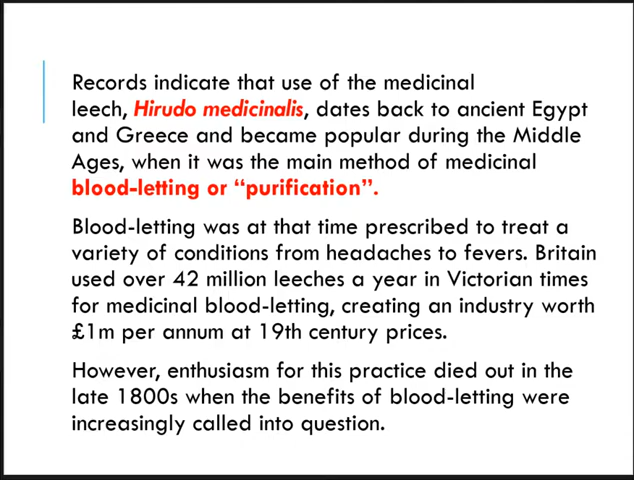 Records indicate that use of the medicinal
leech, Hirudo medicinalis, dates back to ancient Egypt
and Greece and became popular during the Middle
Ages, when it was the main method of medicinal
blood-letting or “purification”.
Blood-letting was at that time prescribed to treat a
variety of conditions from headaches to fevers. Britain
used over 42 million leeches a year in Victorian times
for medicinal blood-letting, creating an industry worth
£1m per annum at 19th century prices.
However, enthusiasm for this practice died out in the
late 1800s when the benefits of blood-letting were
increasingly called into question.